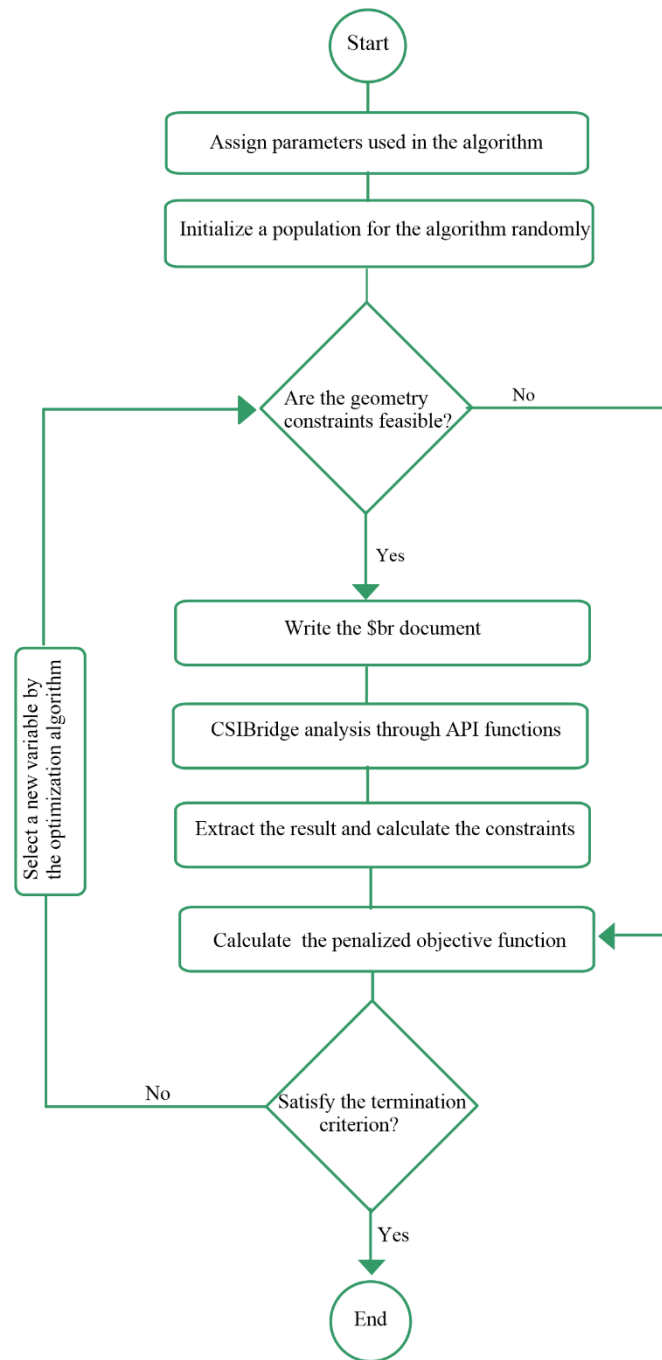 Start
Assign parameters used in the algorithm
Initialize a population for the algorithm randomly
Are the geometry
constraints feasible?
No
Yes
Write the $br document
CSIBridge analysis through API functions
Extract the result and calculate the constraints
Calculate the penalized objective function
Select a new variable by
the optimization algorithm
No
Satisfy the termination
criterion?
Yes
End